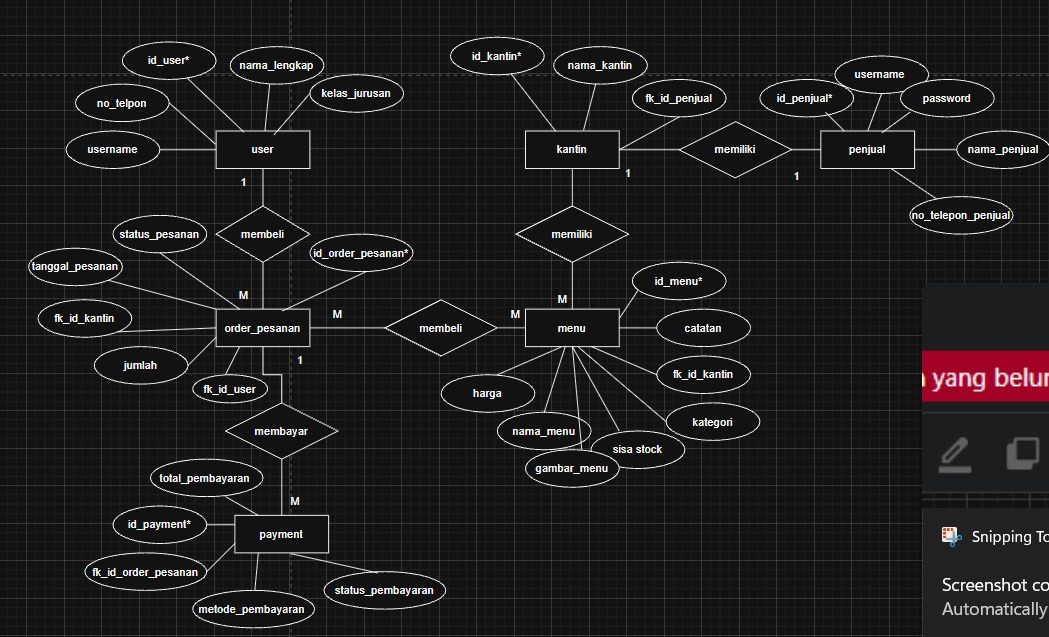 id_user*
nama_lengkap
no_telpon
kelas_jurusan
username
user
1
membeli
status_pesanan
id_order_pesanan*
tanggal_pesanan
fk_id_kantin
jumlah
fk_id_user
M
order_pesanan
M
membeli
M
1
membayar
total_pembayaran
M
id_payment*
payment
fk_id_order_pesanan
metode_pembayaran
status_pembayaran
id_kantin*
nama_kantin
fk_id_penjual
kantin
1
memiliki
1
id_penjual*
username
password
penjual
nama_penjual
no_telepon_penjual
memiliki
M
menu
id_menu*
catatan
fk_id_kantin
kategori
harga
nama_menu
sisa stock
gambar_menu
yang belu
Snipping To
Screenshot co
Automatically